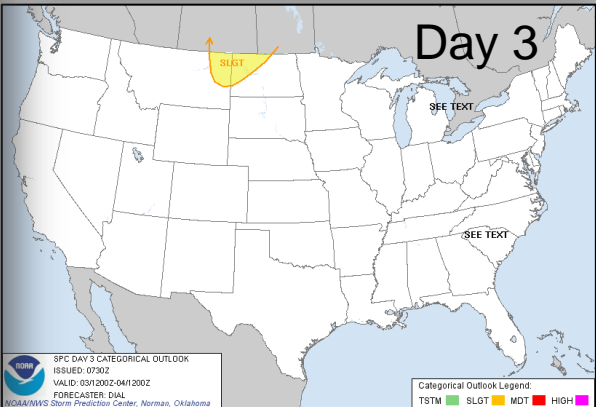 Day 3
SLGT
SEE TEXT
SEE TEXT
NOAA
SPC DAY 3 CATEGORICAL OUTLOOK
ISSUED: 0730Z
VALID: 03/1200Z-04/1200Z
FORECASTER: DIAL
NOAA/NWS Storm Prediction Center, Norman, Oklahoma
Categorical Outlook Legend:
TSTM SLGT MDT HIGH